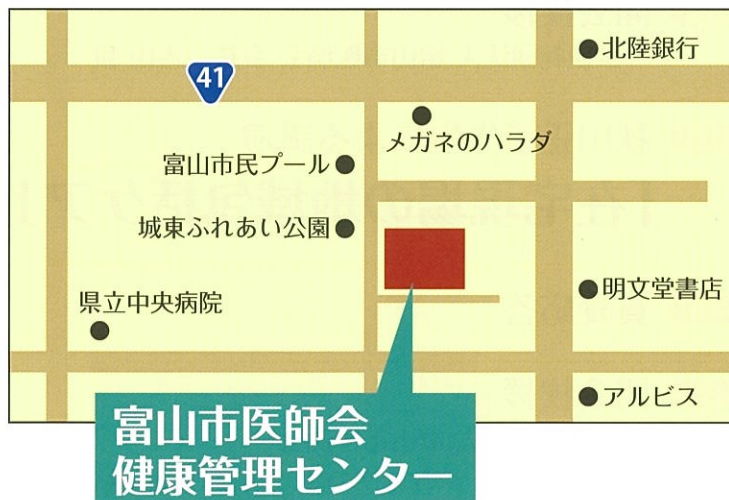 北陸銀行
41
メガネのハラダ
富山市民プール
城東ふれあい公園
明文堂書店
県立中央病院
アルビス
富山市医師会
健康管理センター